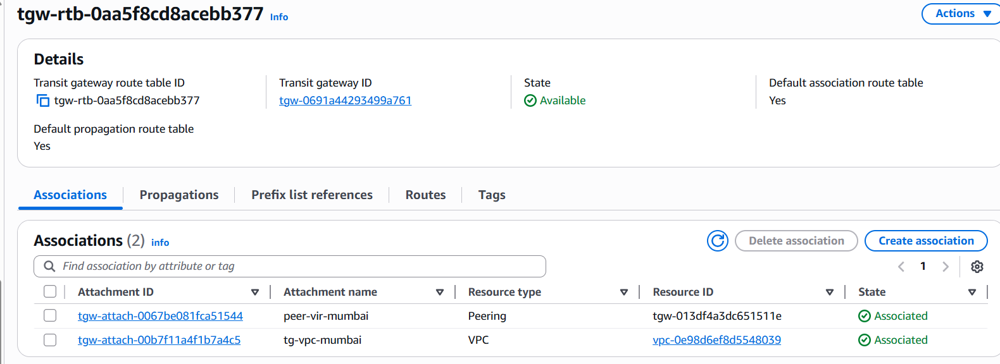 tgw-rtb-0aa5f8cd8acebb377 Info
Actions
Details
Transit gateway route table ID
tgw-rtb-0aa5f8cd8acebb377
Transit gateway ID
tgw-0691a44293499a761
State
Available
Default association route table
Yes
Default propagation route table
Yes
Associations Propagations Prefix list references Routes Tags
Associations (2) info
Delete association Create association
Find association by attribute or tag
1
Attachment ID Attachment name Resource type Resource ID State
tgw-attach-0067be081fca51544 peer-vir-mumbai Peering tgw-013df4a3dc651511e Associated
tgw-attach-00b7f11a4f1b7a4c5 tg-vpc-mumbai VPC vpc-0e98d6ef8d5548039 Associated